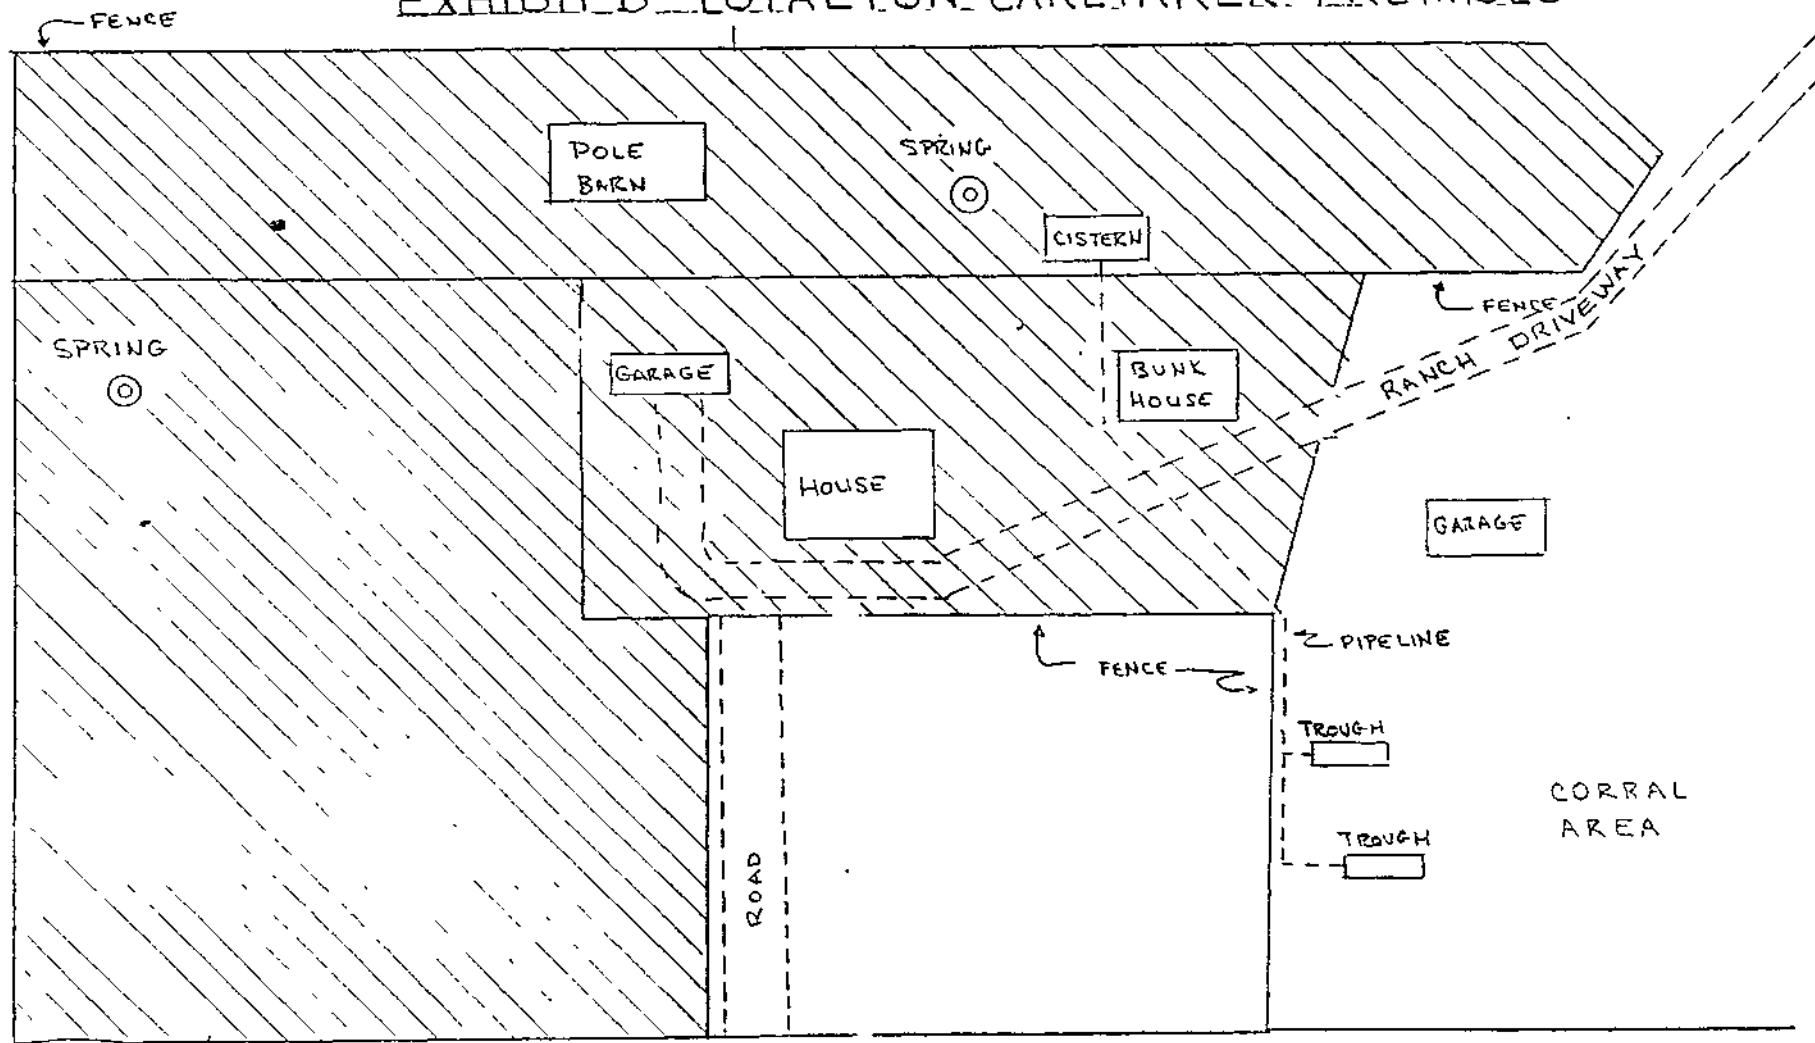 EXHIBIT B
FENCE
POLE
BARN
SPRING
CISTERN
FENCE
RANCH DRIVEWAY
SPRING
GARAGE
BUNK
HOUSE
HOUSE
GARAGE
PIPELINE
FENCE
TROUGH
CORRAL
AREA
TROUGH
ROAD